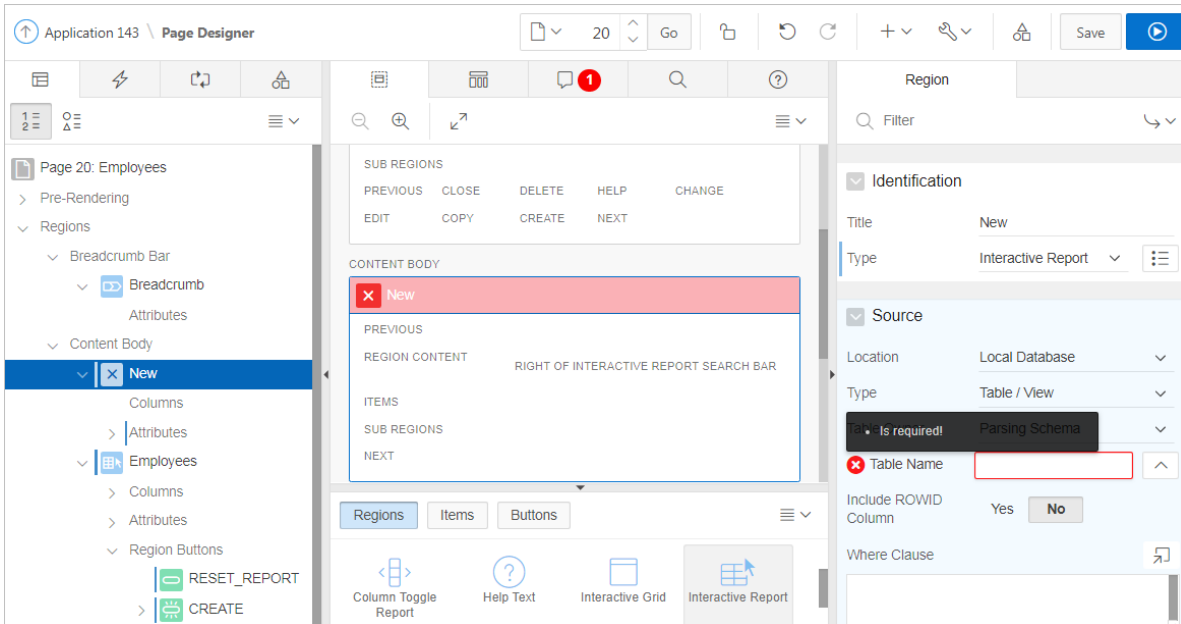 Application 143 \ Page Designer
20
Go
Save
1
Region
1 =
2 =
Filter
Page 20: Employees
Pre-Rendering
Regions
Breadcrumb Bar
Breadcrumb
Attributes
Content Body
New
Columns
Attributes
Employees
Columns
Attributes
Region Buttons
RESET_REPORT
CREATE
SUB REGIONS
PREVIOUS CLOSE DELETE HELP CHANGE
EDIT COPY CREATE NEXT
CONTENT BODY
New
PREVIOUS
REGION CONTENT
RIGHT OF INTERACTIVE REPORT SEARCH BAR
ITEMS
SUB REGIONS
NEXT
Regions Items Buttons
Column Toggle
Report
Help Text
Interactive Grid
Interactive Report
Identification
Title New
Type Interactive Report
Source
Location Local Database
Type Table / View
Table Owner Parsing Schema
• Is required!
Table Name
Include ROWID
Column
Yes No
Where Clause